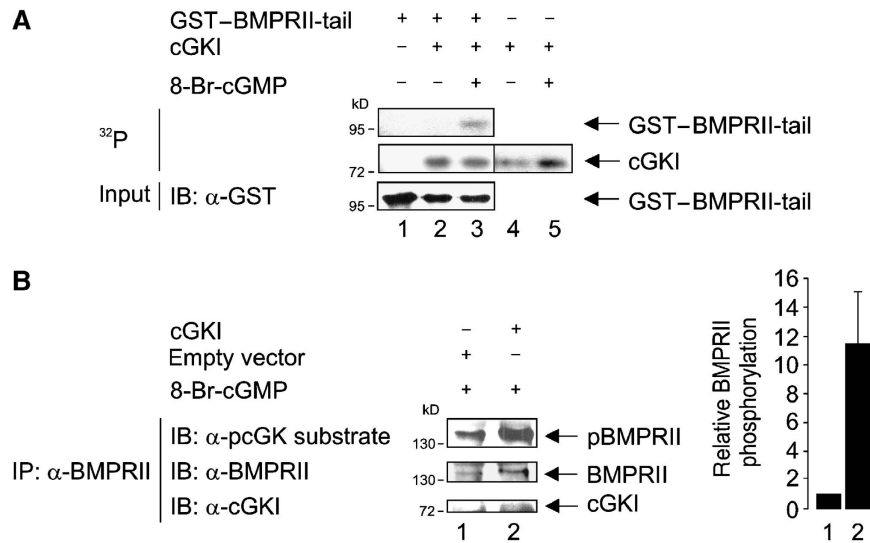 A
GST–BMPRII-tail + + + – –
cGKI – + + + +
8-Br-cGMP – – + – +
kD
32P
95 –
GST–BMPRII-tail
72 –
cGKI
Input IB: α-GST
95 –
GST–BMPRII-tail
1 2 3 4 5
B
cGKI – +
Empty vector + –
8-Br-cGMP + +
kD
IP: α-BMPRII
IB: α-pcGK substrate
130 –
pBMPRII
IB: α-BMPRII
130 –
BMPRII
IB: α-cGKI
72 –
cGKI
1 2
Relative BMPRII
phosphorylation
16
14
12
10
8
6
4
2
0
1 2